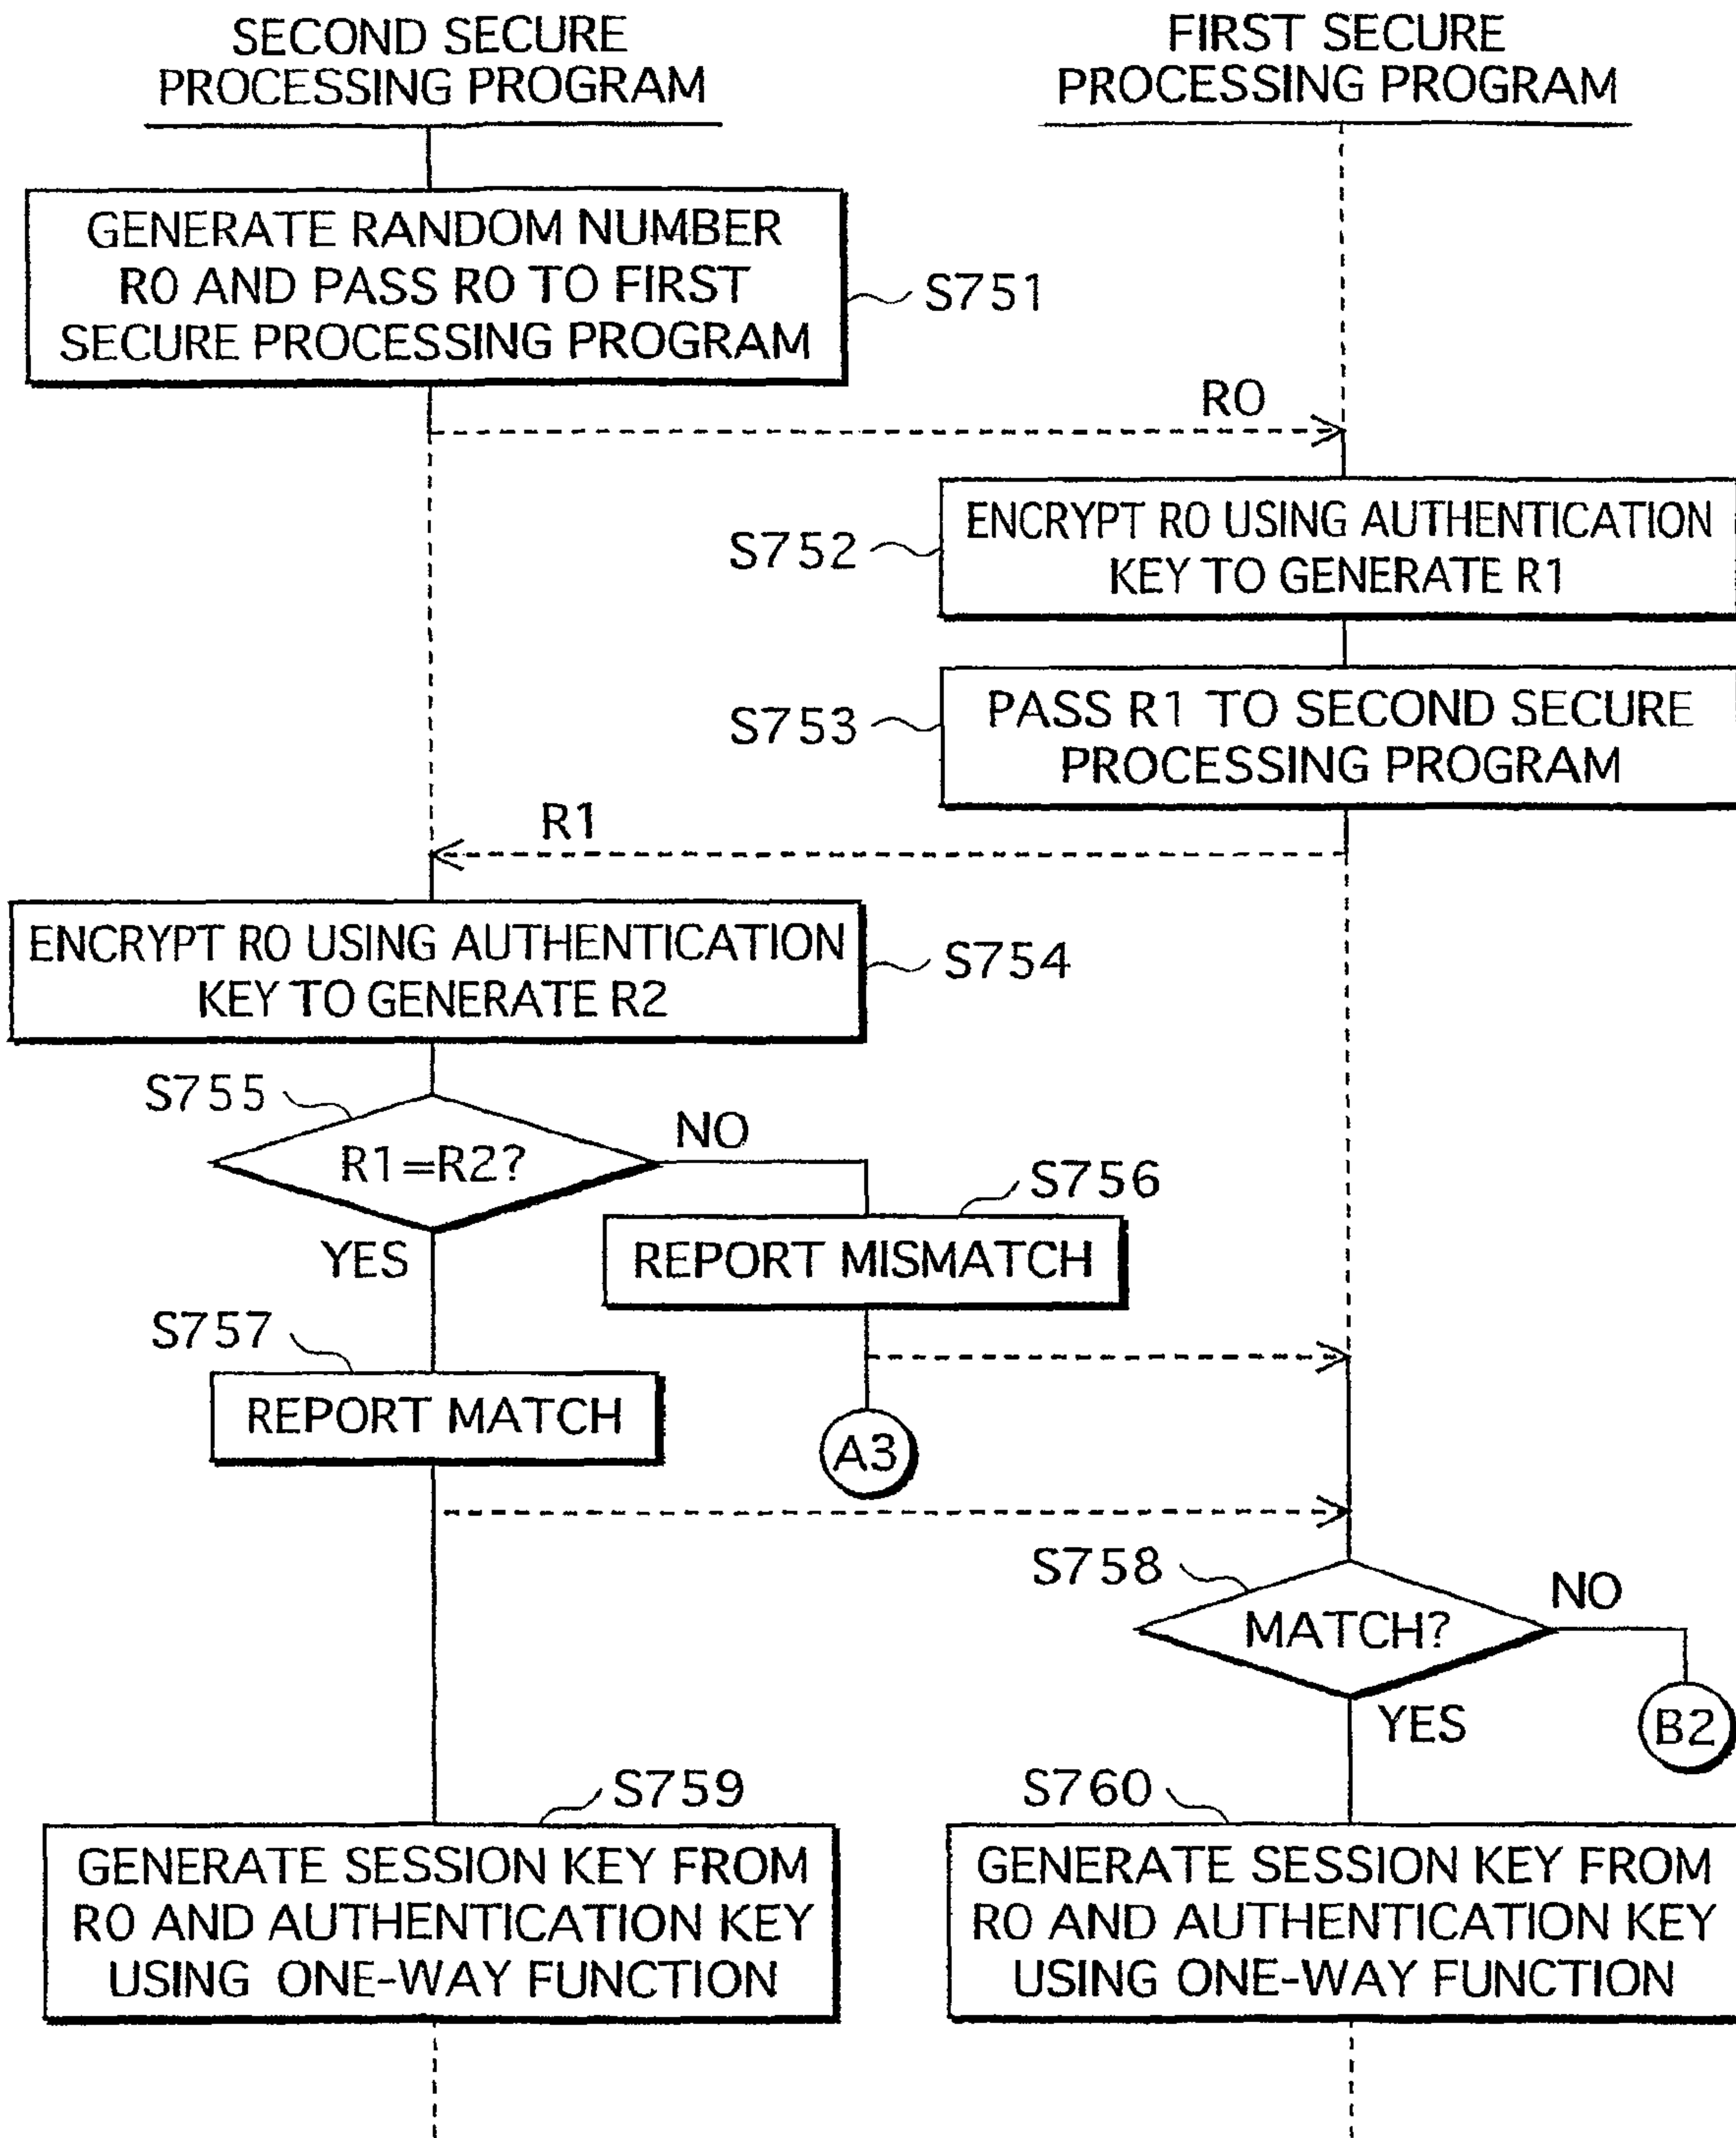 SECOND SECURE
PROCESSING PROGRAM
FIRST SECURE
PROCESSING PROGRAM
GENERATE RANDOM NUMBER
R0 AND PASS R0 TO FIRST
SECURE PROCESSING PROGRAM
S751
R0
S752
ENCRYPT R0 USING AUTHENTICATION
KEY TO GENERATE R1
S753
PASS R1 TO SECOND SECURE
PROCESSING PROGRAM
R1
ENCRYPT R0 USING AUTHENTICATION
KEY TO GENERATE R2
S754
S755
R1=R2?
NO
YES
S756
REPORT MISMATCH
S757
REPORT MATCH
A3
S758
MATCH?
NO
YES
B2
S759
GENERATE SESSION KEY FROM
R0 AND AUTHENTICATION KEY
USING ONE-WAY FUNCTION
S760
GENERATE SESSION KEY FROM
R0 AND AUTHENTICATION KEY
USING ONE-WAY FUNCTION